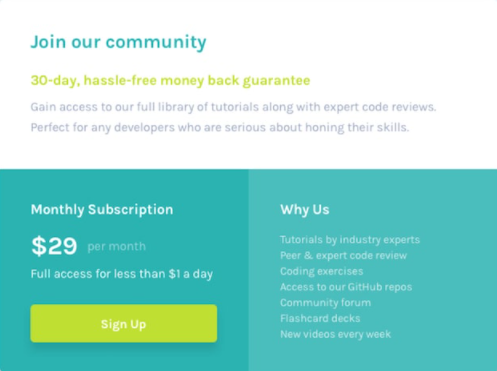 Join our community
30-day, hassle-free money back guarantee
Gain access to our full library of tutorials along with expert code reviews.
Perfect for any developers who are serious about honing their skills.
Monthly Subscription
$29 per month
Full access for less than $1 a day
Sign Up
Why Us
Tutorials by industry experts
Peer & expert code review
Coding exercises
Access to our GitHub repos
Community forum
Flashcard decks
New videos every week